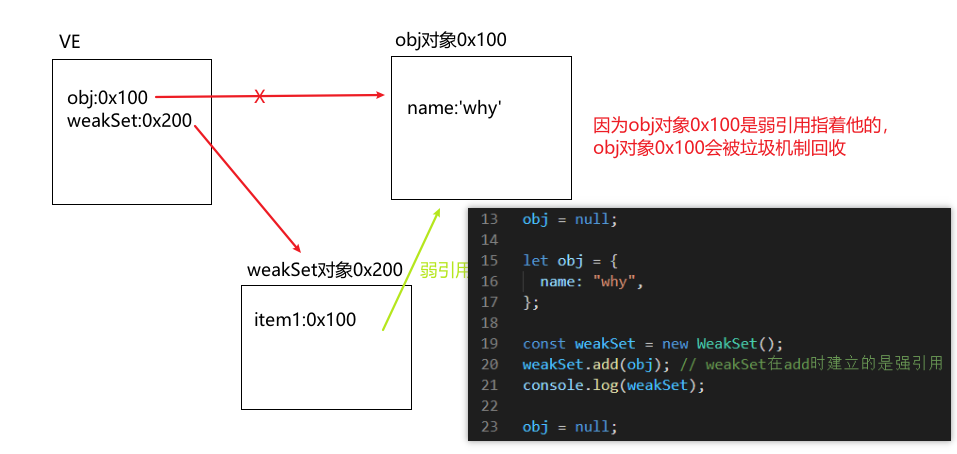 VE
obj对象0x100
obj:0x100
weakSet:0x200
X
name:'why'
因为obj对象0x100是弱引用指着他的，
obj对象0x100会被垃圾机制回收
weakSet对象0x200
弱引用
item1:0x100
13 obj = null;
14
15 let obj = {
16 name: "why",
17 };
18
19 const weakSet = new WeakSet();
20 weakSet.add(obj); // weakSet在add时建立的是强引用
21 console.log(weakSet);
22
23 obj = null;